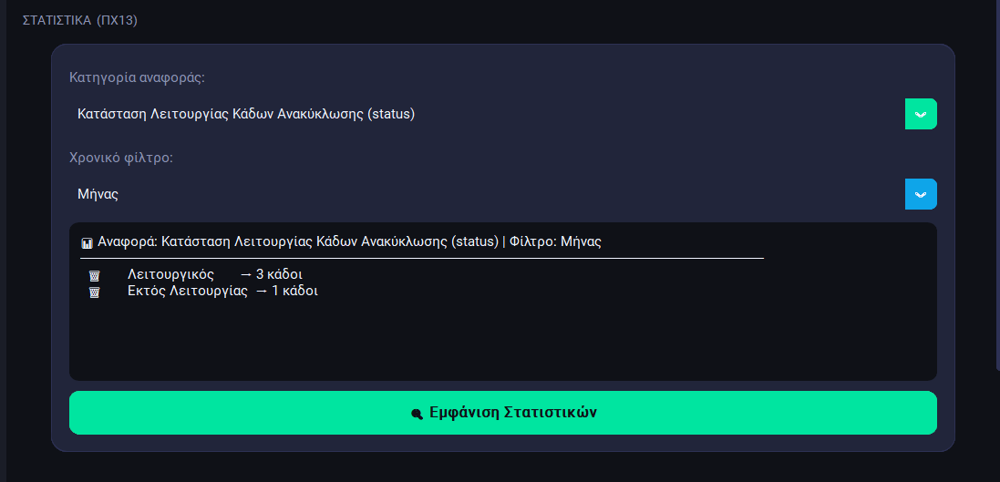 ΣΤΑΤΙΣΤΙΚΑ (ΠΧ13)
Κατηγορία αναφοράς:
Κατάσταση Λειτουργίας Κάδων Ανακύκλωσης (status)
Χρονικό φίλτρο:
Μήνας
Αναφορά: Κατάσταση Λειτουργίας Κάδων Ανακύκλωσης (status) | Φίλτρο: Μήνας
Λειτουργικός → 3 κάδοι
Εκτός Λειτουργίας → 1 κάδοι
Εμφάνιση Στατιστικών